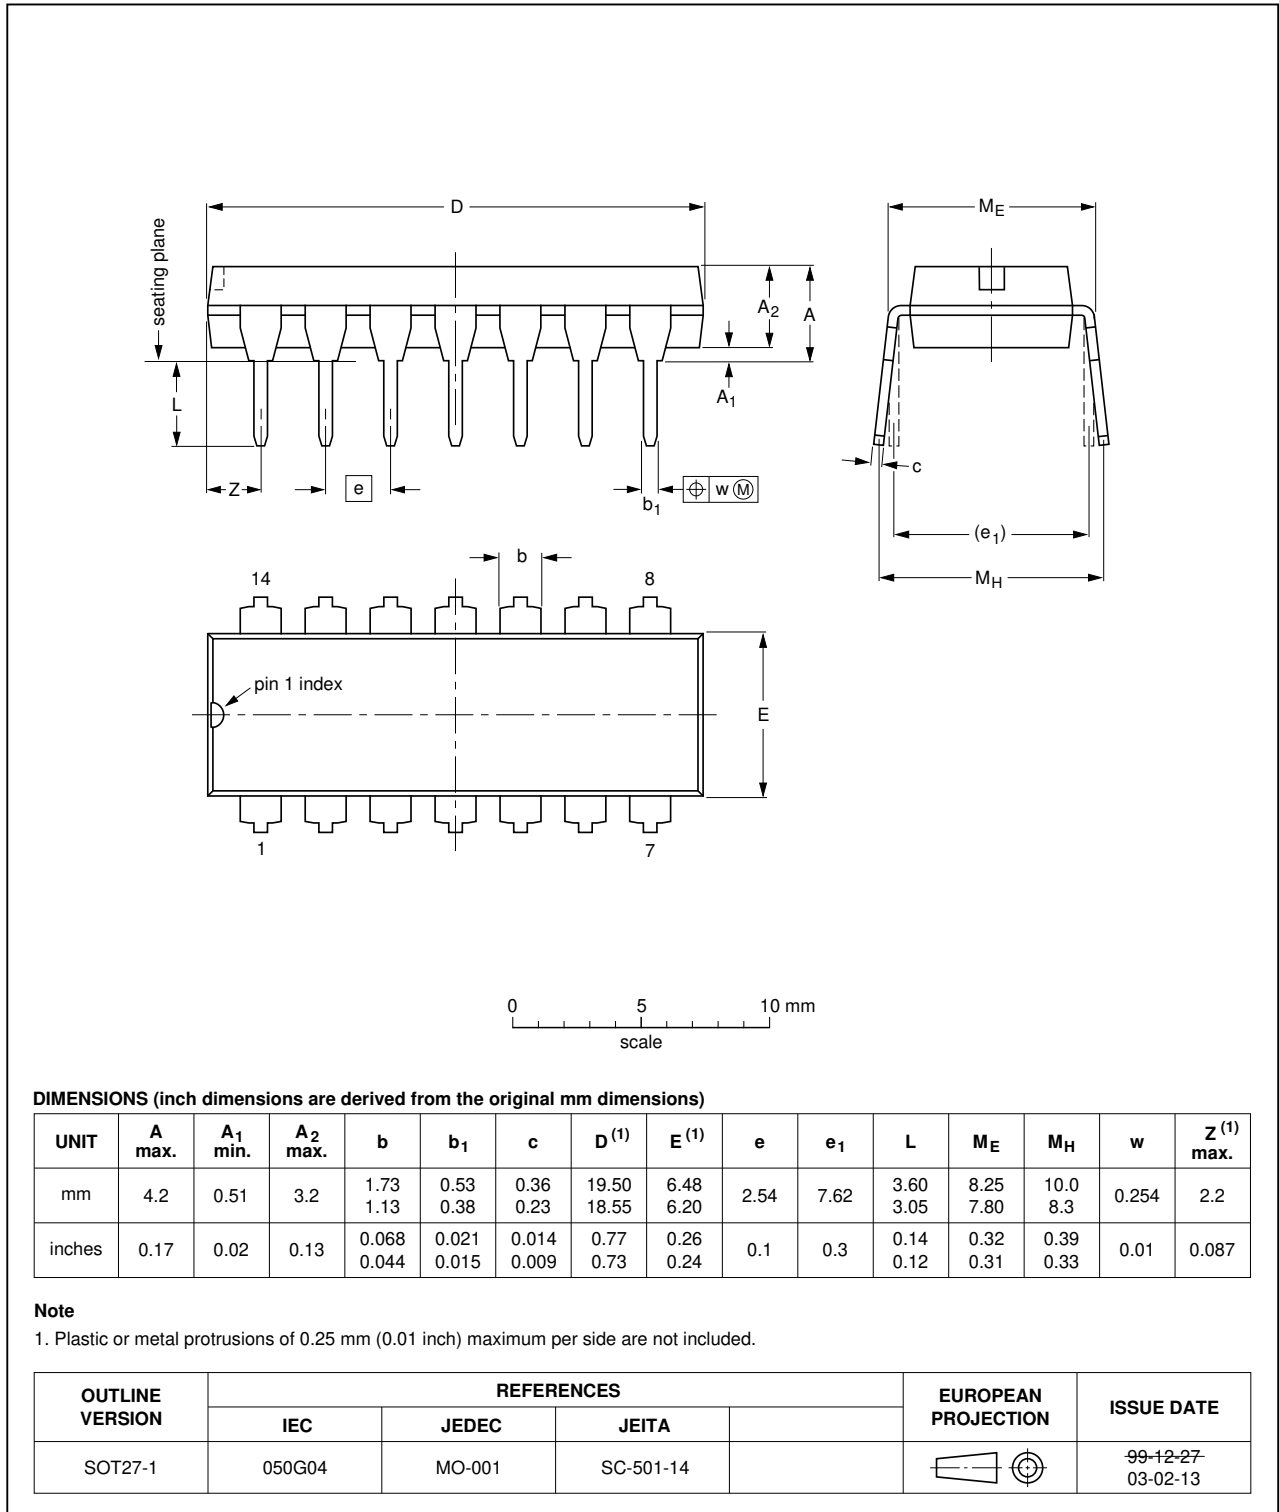 D
M E
seating plane
A 2
A
A 1
L
c
Z
e
b 1
w M
(e 1)
M H
b
14
8
pin 1 index
E
1
7
0 5 10 mm
scale
DIMENSIONS (inch dimensions are derived from the original mm dimensions)
UNIT A max. A1 min. A2 max. b b1 c D (1) E (1) e e1 L ME MH w Z (1) max.
mm 4.2 0.51 3.2 1.73 1.13 0.53 0.38 0.36 0.23 19.50 18.55 6.48 6.20 2.54 7.62 3.60 3.05 8.25 7.80 10.0 8.3 0.254 2.2
inches 0.17 0.02 0.13 0.068 0.044 0.021 0.015 0.014 0.009 0.77 0.73 0.26 0.24 0.1 0.3 0.14 0.12 0.32 0.31 0.39 0.33 0.01 0.087
Note
1. Plastic or metal protrusions of 0.25 mm (0.01 inch) maximum per side are not included.
OUTLINE VERSION REFERENCES EUROPEAN PROJECTION ISSUE DATE
IEC JEDEC JEITA
SOT27-1 050G04 MO-001 SC-501-14 99-12-27
03-02-13